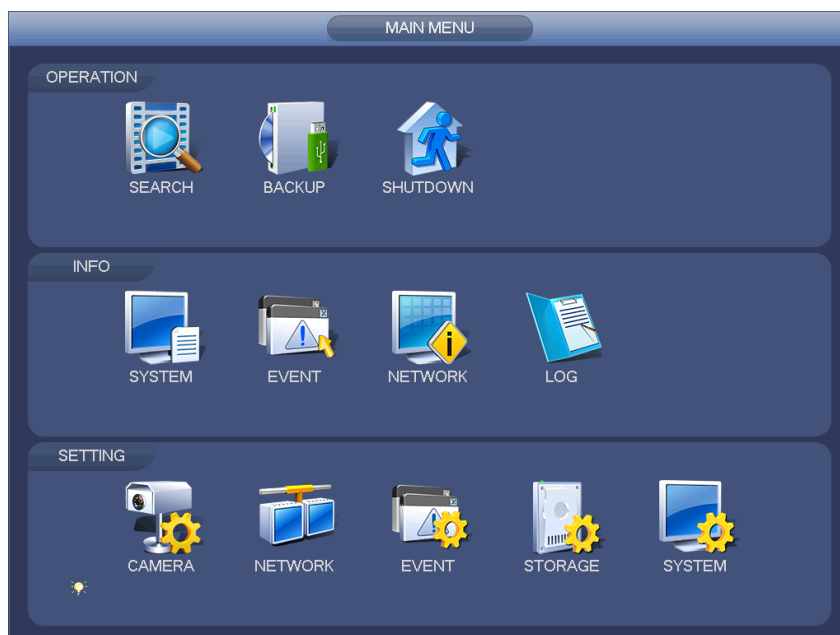 MAIN MENU
OPERATION
SEARCH BACKUP SHUTDOWN
INFO
SYSTEM EVENT NETWORK LOG
SETTING
CAMERA NETWORK EVENT STORAGE SYSTEM